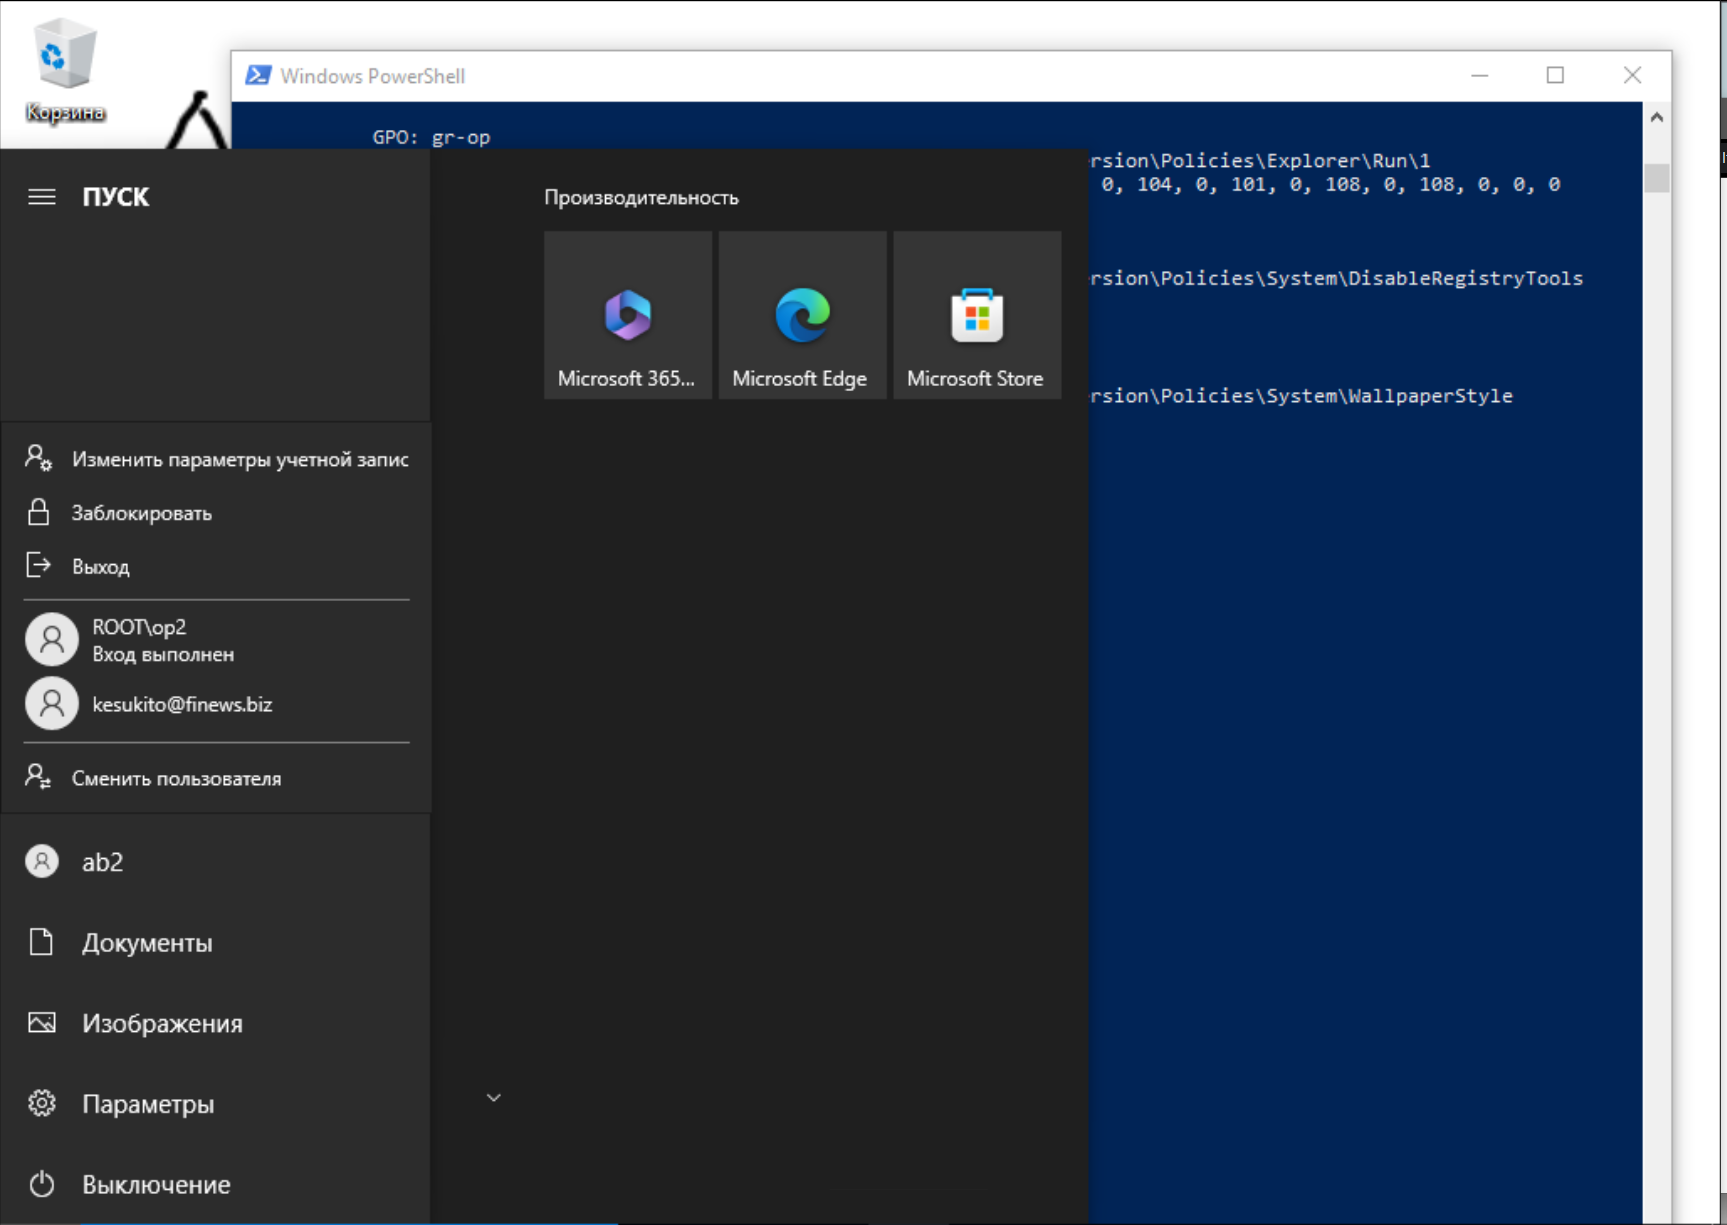 Корзина
Windows PowerShell
GPO: gr-op
rsion\Policies\Explorer\Run\1
0, 104, 0, 101, 0, 108, 0, 108, 0, 0, 0
rsion\Policies\System\DisableRegistryTools
rsion\Policies\System\WallpaperStyle
ПУСК
Производительность
Microsoft 365...
Microsoft Edge
Microsoft Store
Изменить параметры учетной запис
Заблокировать
Выход
ROOT\op2
Вход выполнен
kesukito@finews.biz
Сменить пользователя
ab2
Документы
Изображения
Параметры
Выключение